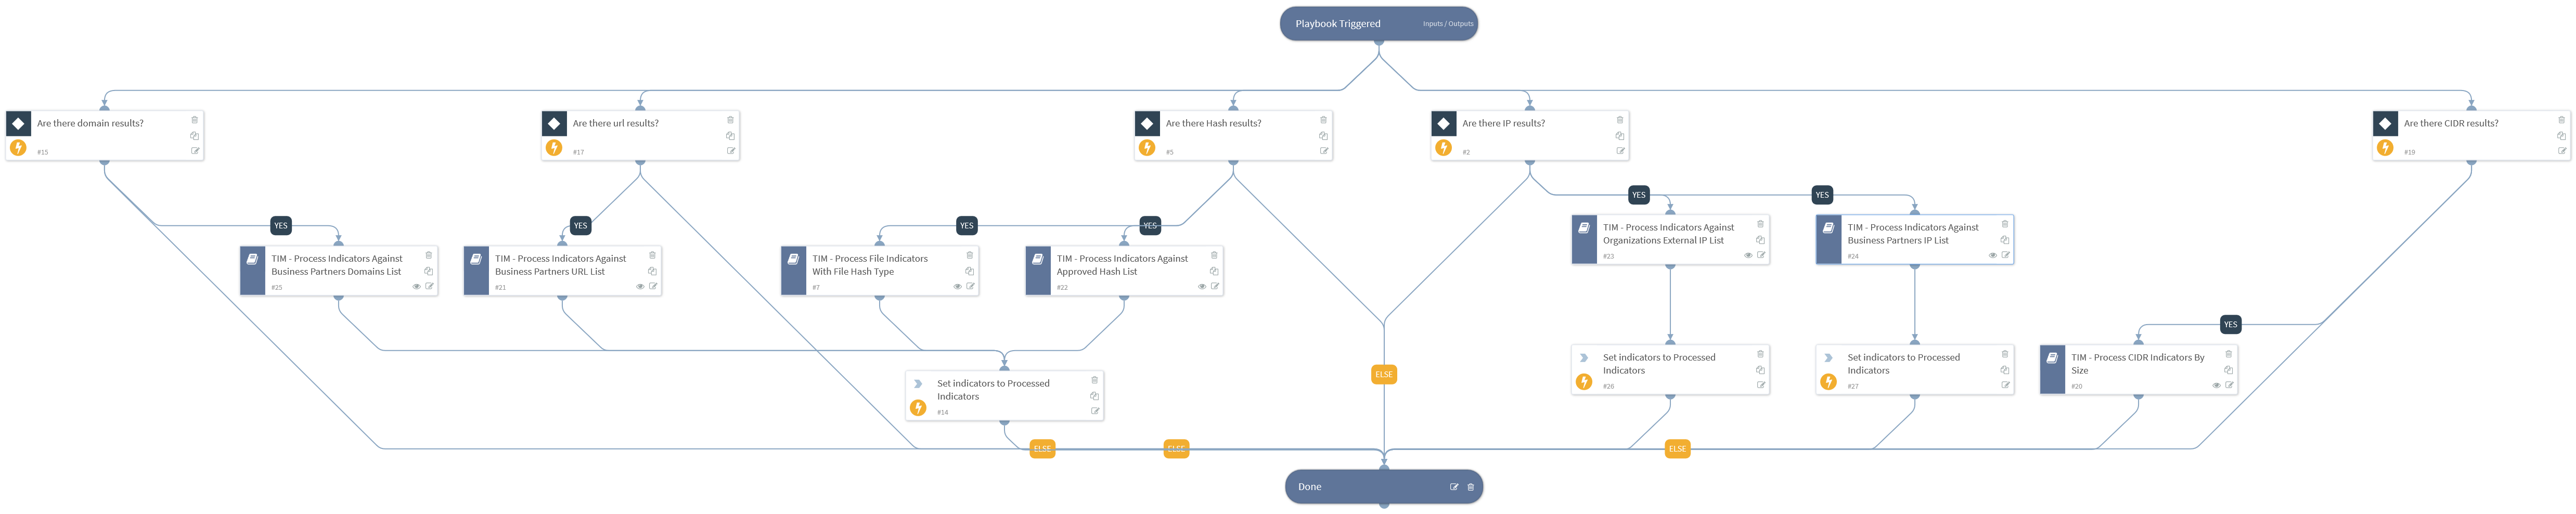 Playbook Triggered
Inputs / Outputs
Are there domain results?
#15
Are there url results?
#17
Are there Hash results?
#5
Are there IP results?
#2
Are there CIDR results?
#19
YES
YES
YES
YES
YES
YES
TIM - Process Indicators Against
Organizations External IP List
#23
TIM - Process Indicators Against
Business Partners IP List
#24
TIM - Process Indicators Against
Business Partners Domains List
#25
TIM - Process Indicators Against
Business Partners URL List
#21
TIM - Process File Indicators
With File Hash Type
#7
TIM - Process Indicators Against
Approved Hash List
#22
YES
Set indicators to Processed
Indicators
#26
Set indicators to Processed
Indicators
#27
TIM - Process CIDR Indicators By
Size
#20
Set indicators to Processed
Indicators
#14
ELSE
ELSE
ELSE
ELSE
Done